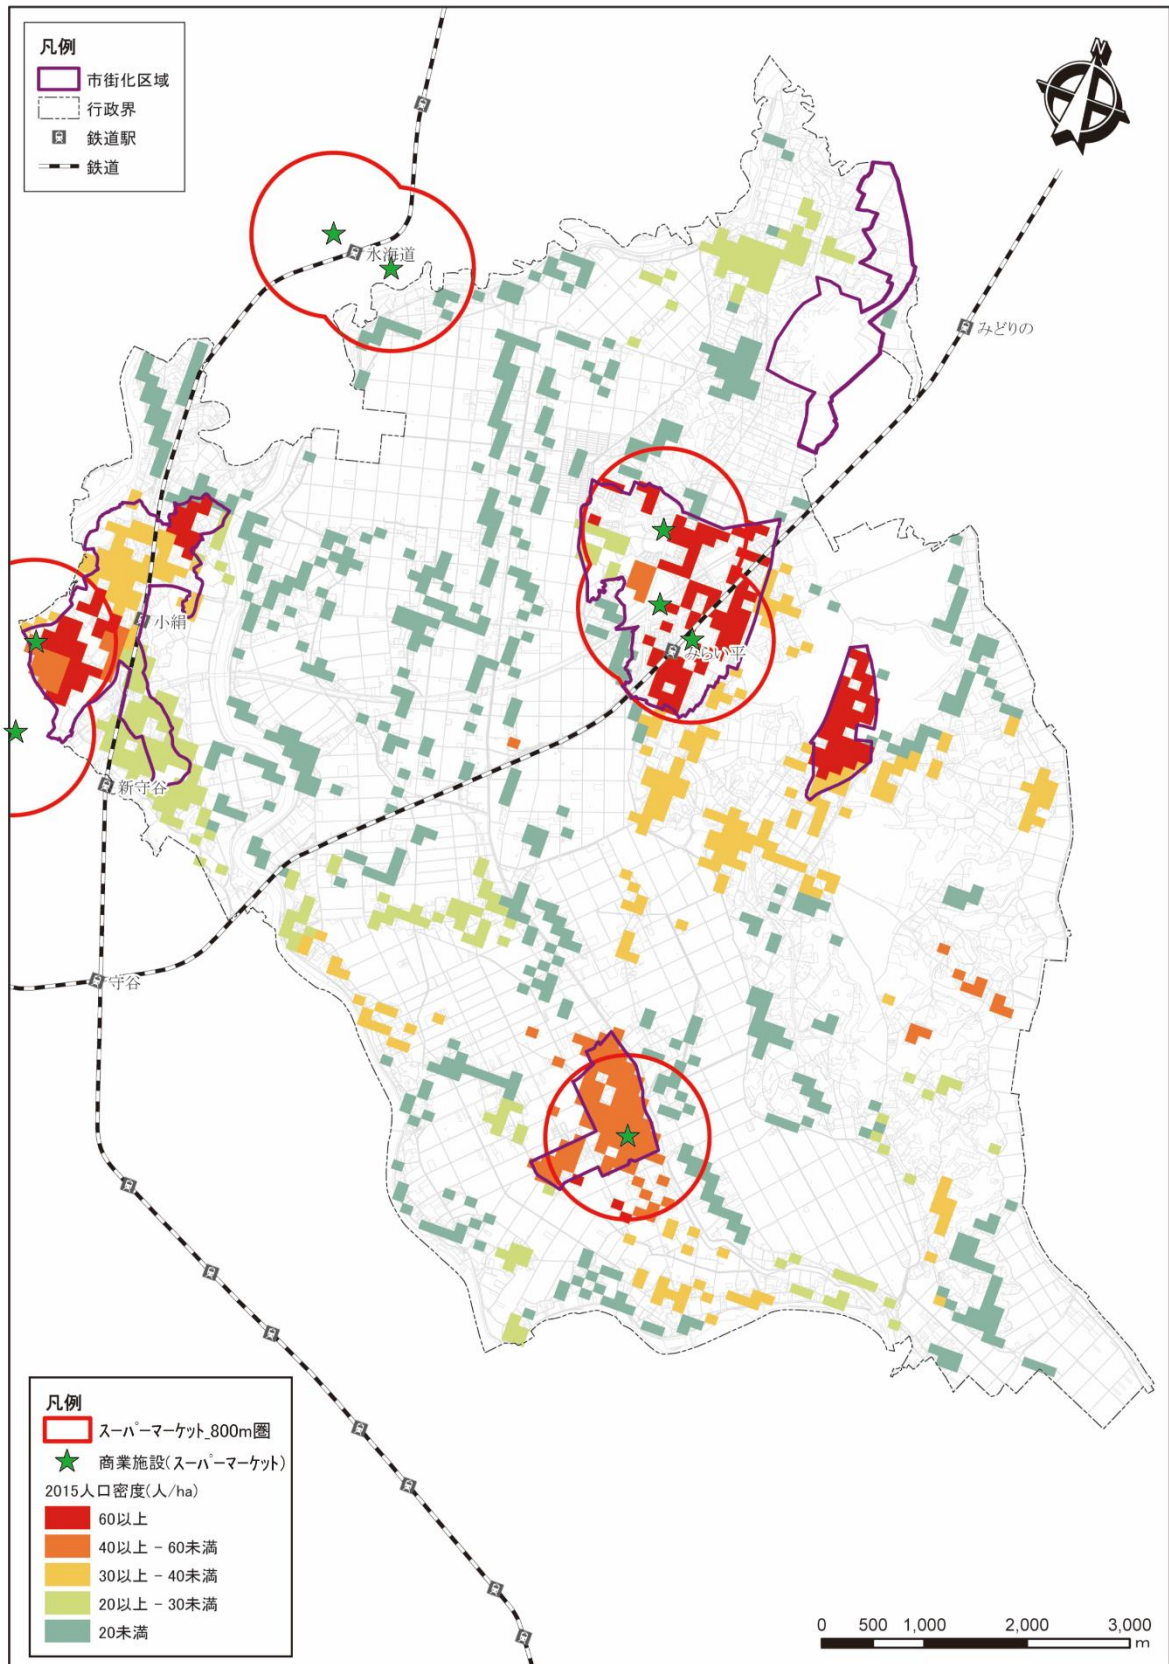 凡例
市街化区域
行政界
鉄道駅
鉄道
N
水海道
みどりの
小絹
みらい平
新守谷
守谷
凡例
スーパーマーケット_800m圏
商業施設(スーパーマーケット)
2015人口密度(人/ha)
60以上
40以上 - 60未満
30以上 - 40未満
20以上 - 30未満
20未満
0 500 1,000 2,000 3,000
m